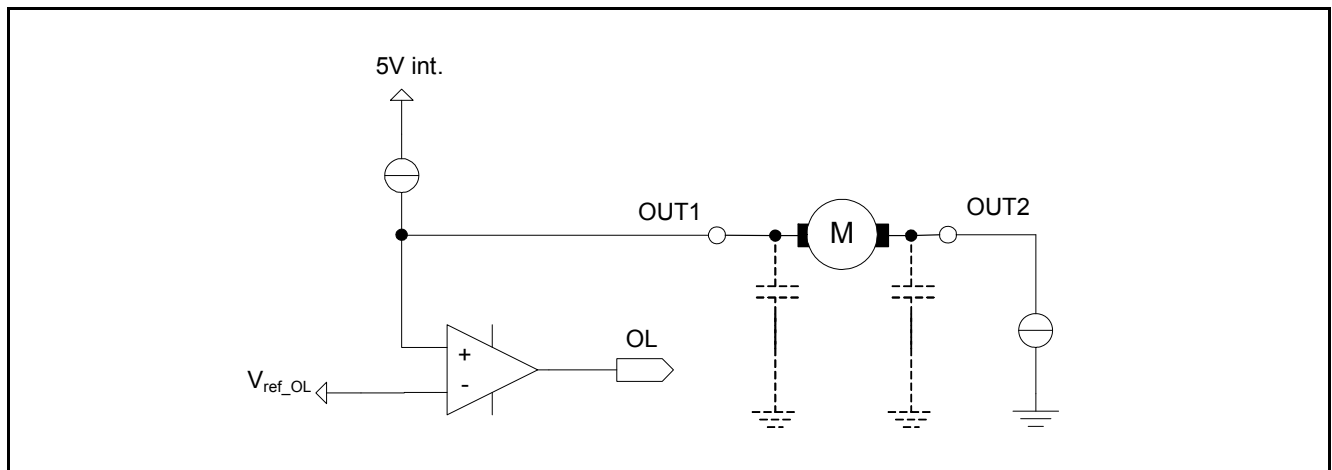 5V int.
OUT1
M
OUT2
+
-
OL
Vref_OL